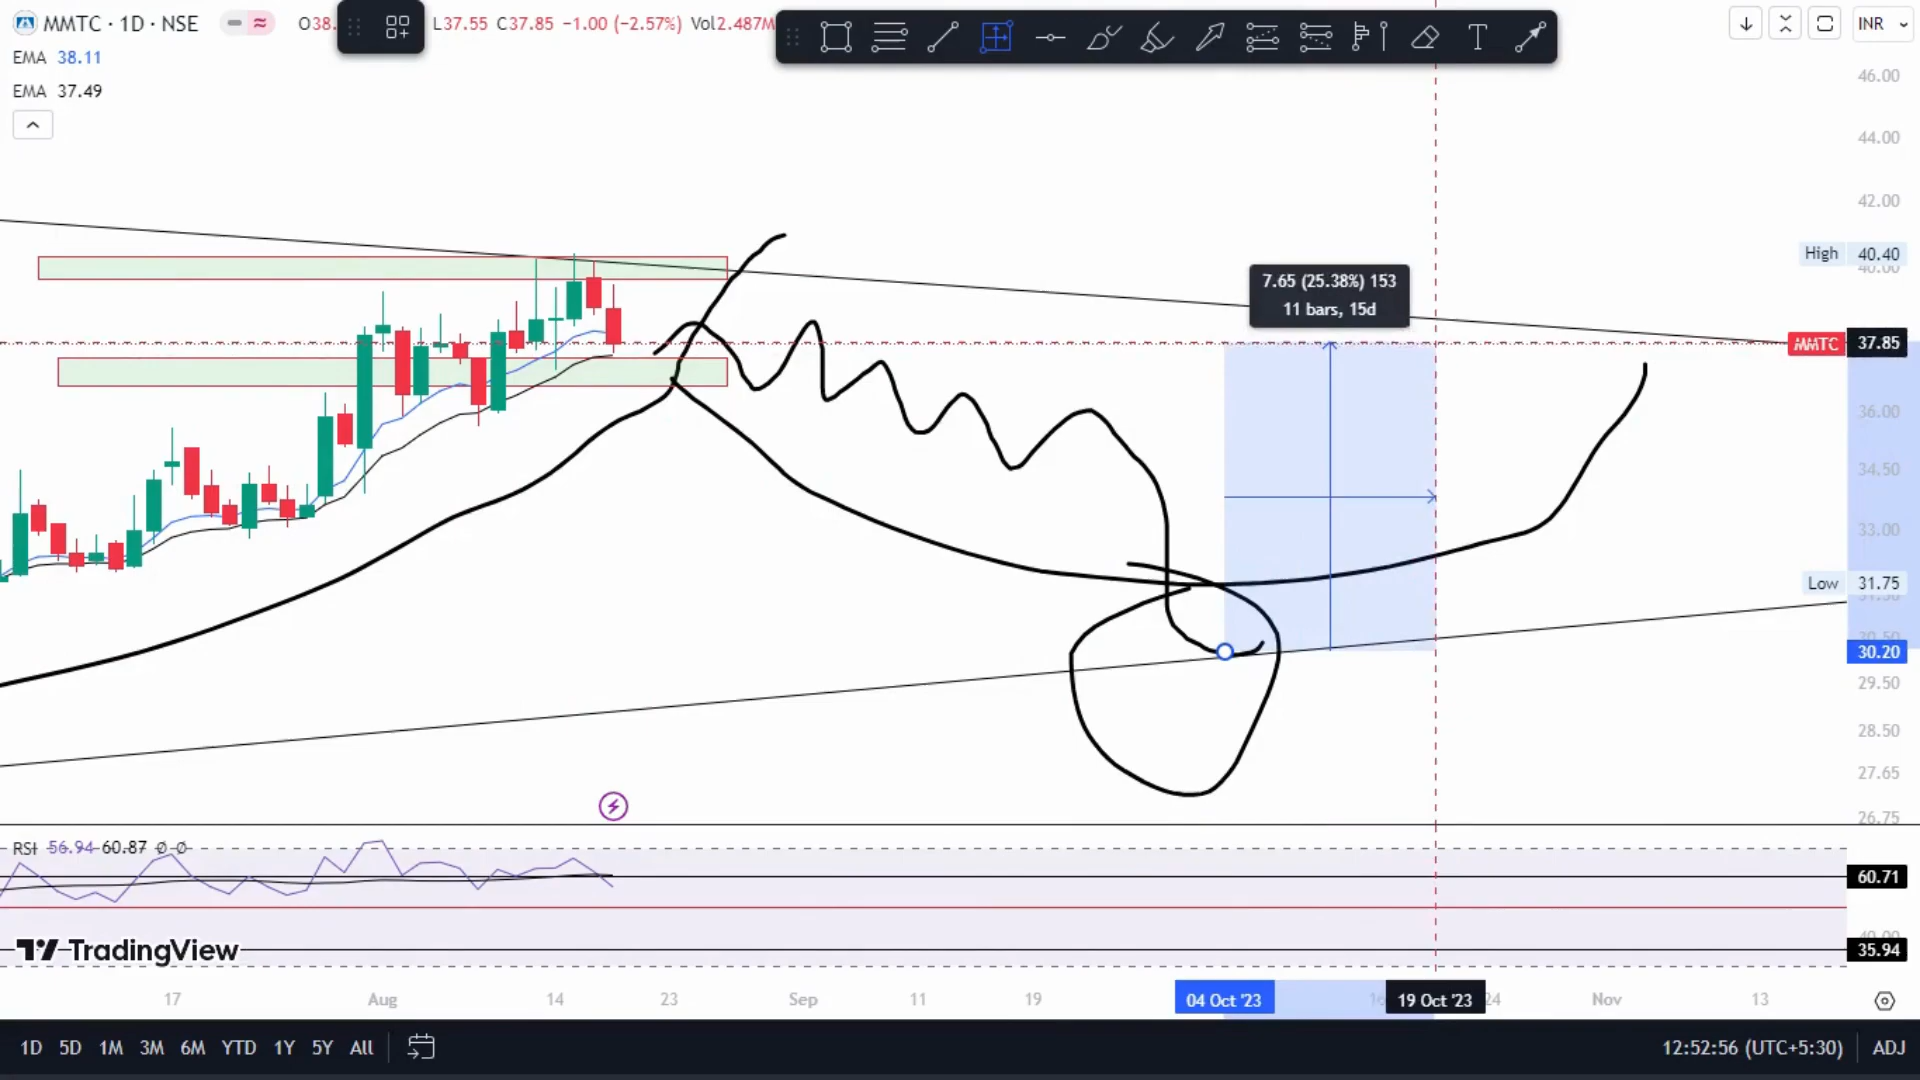 MMTC · 1D · NSE O38. L37.55 C37.85 −1.00 (−2.57%) Vol2.487M
INR
EMA 38.11
EMA 37.49
T
46.00
44.00
42.00
High 40.40
40.00
7.65 (25.38%) 153
11 bars, 15d
MMTC 37.85
36.00
34.50
33.00
Low 31.75
30.20
29.50
28.50
27.65
26.75
RSI 56.94 60.87 ∅ ∅
60.71
35.94
TradingView
17 Aug 14 23 Sep 11 19 04 Oct '23 19 Oct '23 24 Nov 13
1D 5D 1M 3M 6M YTD 1Y 5Y All 12:52:56 (UTC+5:30) ADJ